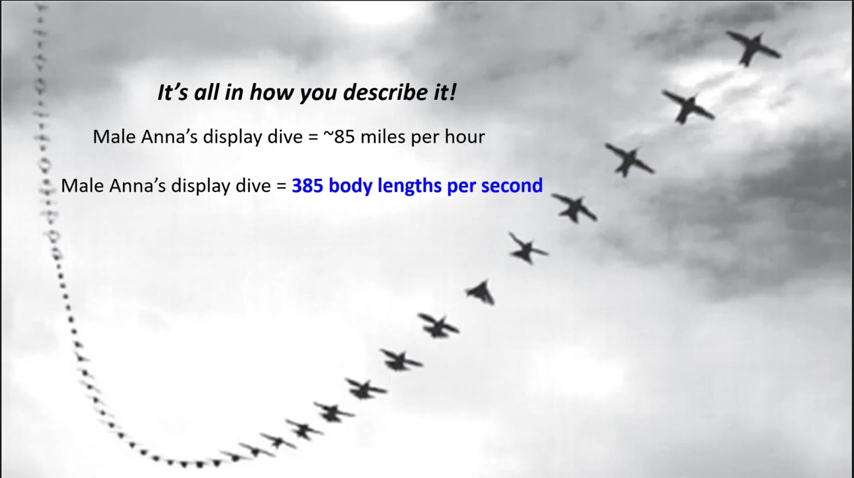 It's all in how you describe it!
Male Anna's display dive = ~85 miles per hour
Male Anna's display dive = 385 body lengths per second